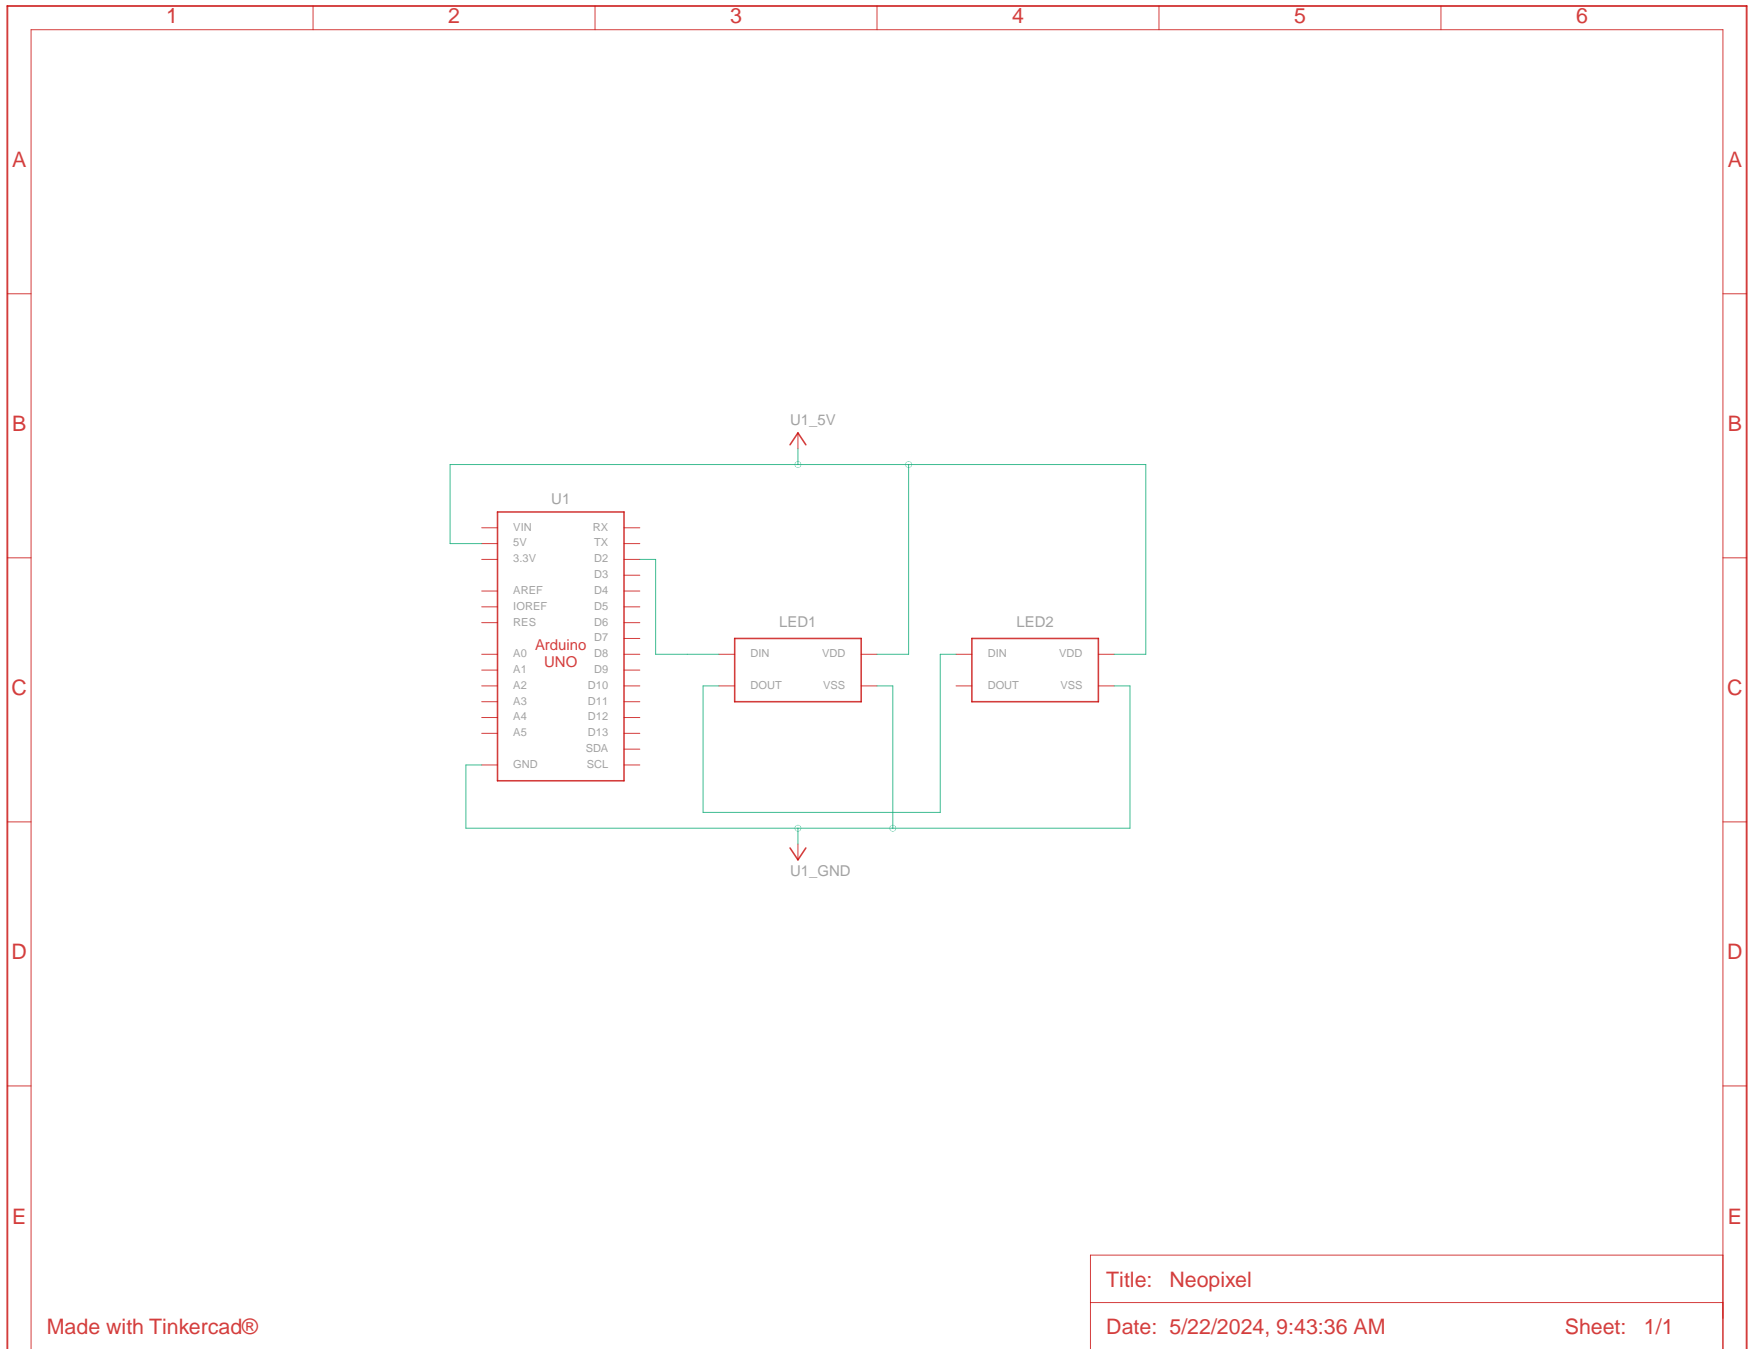 1 2 3 4 5 6
A A
B B
U1_5V
U1
VIN RX
5V TX
3.3V D2
D3
AREF D4
IOREF D5
RES D6
D7
Arduino
UNO
A0 D8
A1 D9
A2 D10
A3 D11
A4 D12
A5 D13
SDA
GND SCL
LED1
DIN VDD
DOUT VSS
LED2
DIN VDD
DOUT VSS
C C
U1_GND
D D
E E
Title: Neopixel
Made with Tinkercad®
Date: 5/22/2024, 9:43:36 AM Sheet: 1/1